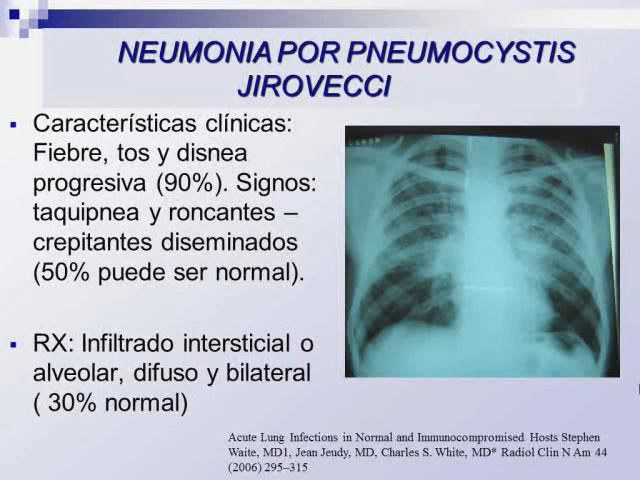 NEUMONIA POR PNEUMOCYSTIS
JIROVECCI
▪ Características clínicas:
Fiebre, tos y disnea
progresiva (90%). Signos:
taquipnea y roncantes –
crepitantes diseminados
(50% puede ser normal).
▪ RX: Infiltrado intersticial o
alveolar, difuso y bilateral
( 30% normal)
Acute Lung Infections in Normal and Immunocompromised Hosts Stephen
Waite, MD1, Jean Jeudy, MD, Charles S. White, MD* Radiol Clin N Am 44
(2006) 295–315